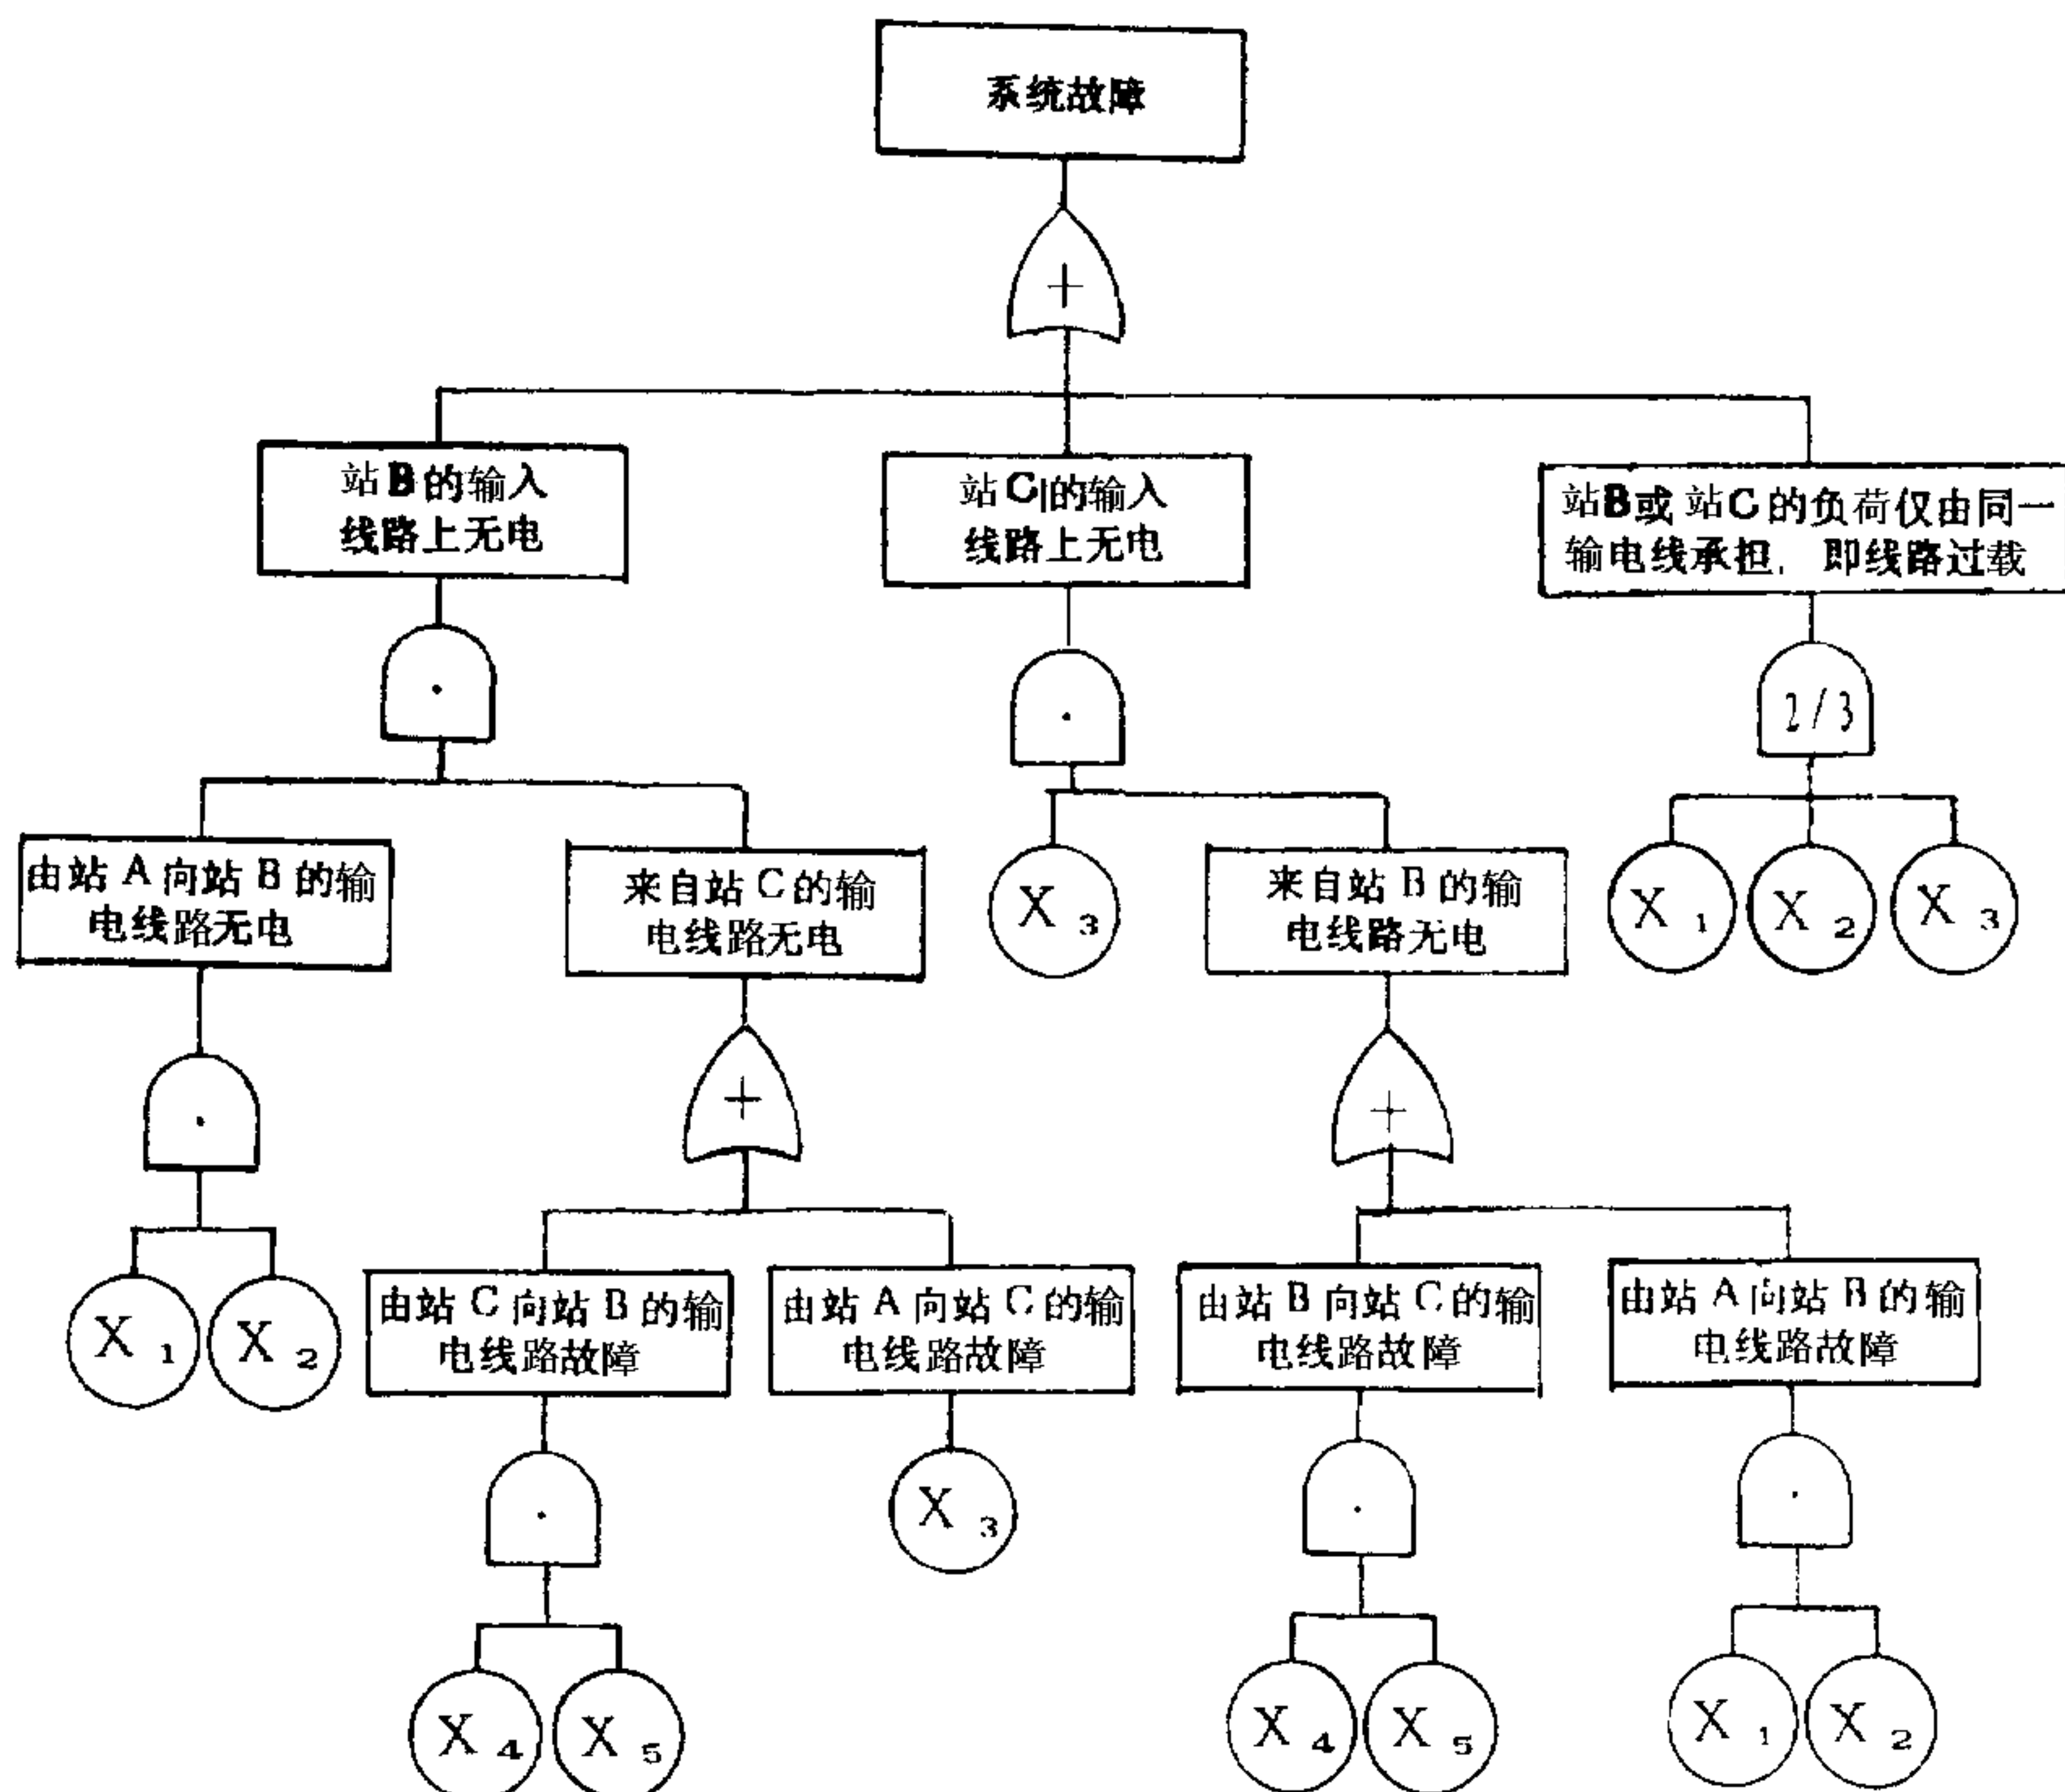 系统故障
+
站B的输入
线路上无电
站C的输入
线路上无电
站B或站C的负荷仅由同一
输电线承担, 即线路过载
2/3
由站A向站B的输
电线路无电
来自站C的输
电线路无电
X3
来自站B的输
电线路无电
X1
X2
X3
+
+
X1
X2
由站C向站B的输
电线路故障
由站A向站C的输
电线路故障
由站B向站C的输
电线路故障
由站A向站B的输
电线路故障
X3
X4
X5
X4
X5
X1
X2